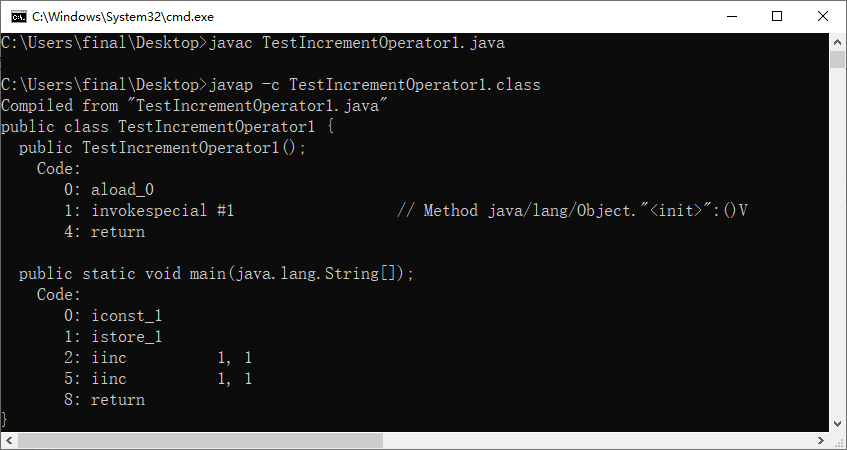 C:\Windows\System32\cmd.exe
C:\Users\final\Desktop>javac TestIncrementOperator1.java
C:\Users\final\Desktop>javap -c TestIncrementOperator1.class
Compiled from "TestIncrementOperator1.java"
public class TestIncrementOperator1 {
  public TestIncrementOperator1();
    Code:
       0: aload_0
       1: invokespecial #1                  // Method java/lang/Object."<init>":()V
       4: return
  public static void main(java.lang.String[]);
    Code:
       0: iconst_1
       1: istore_1
       2: iinc          1, 1
       5: iinc          1, 1
       8: return
}